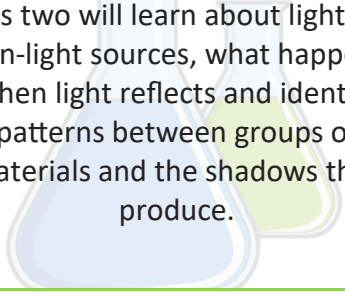 s two will learn about light
n-light sources, what happe
hen light reflects and ident
patterns between groups o
aterials and the shadows th
produce.